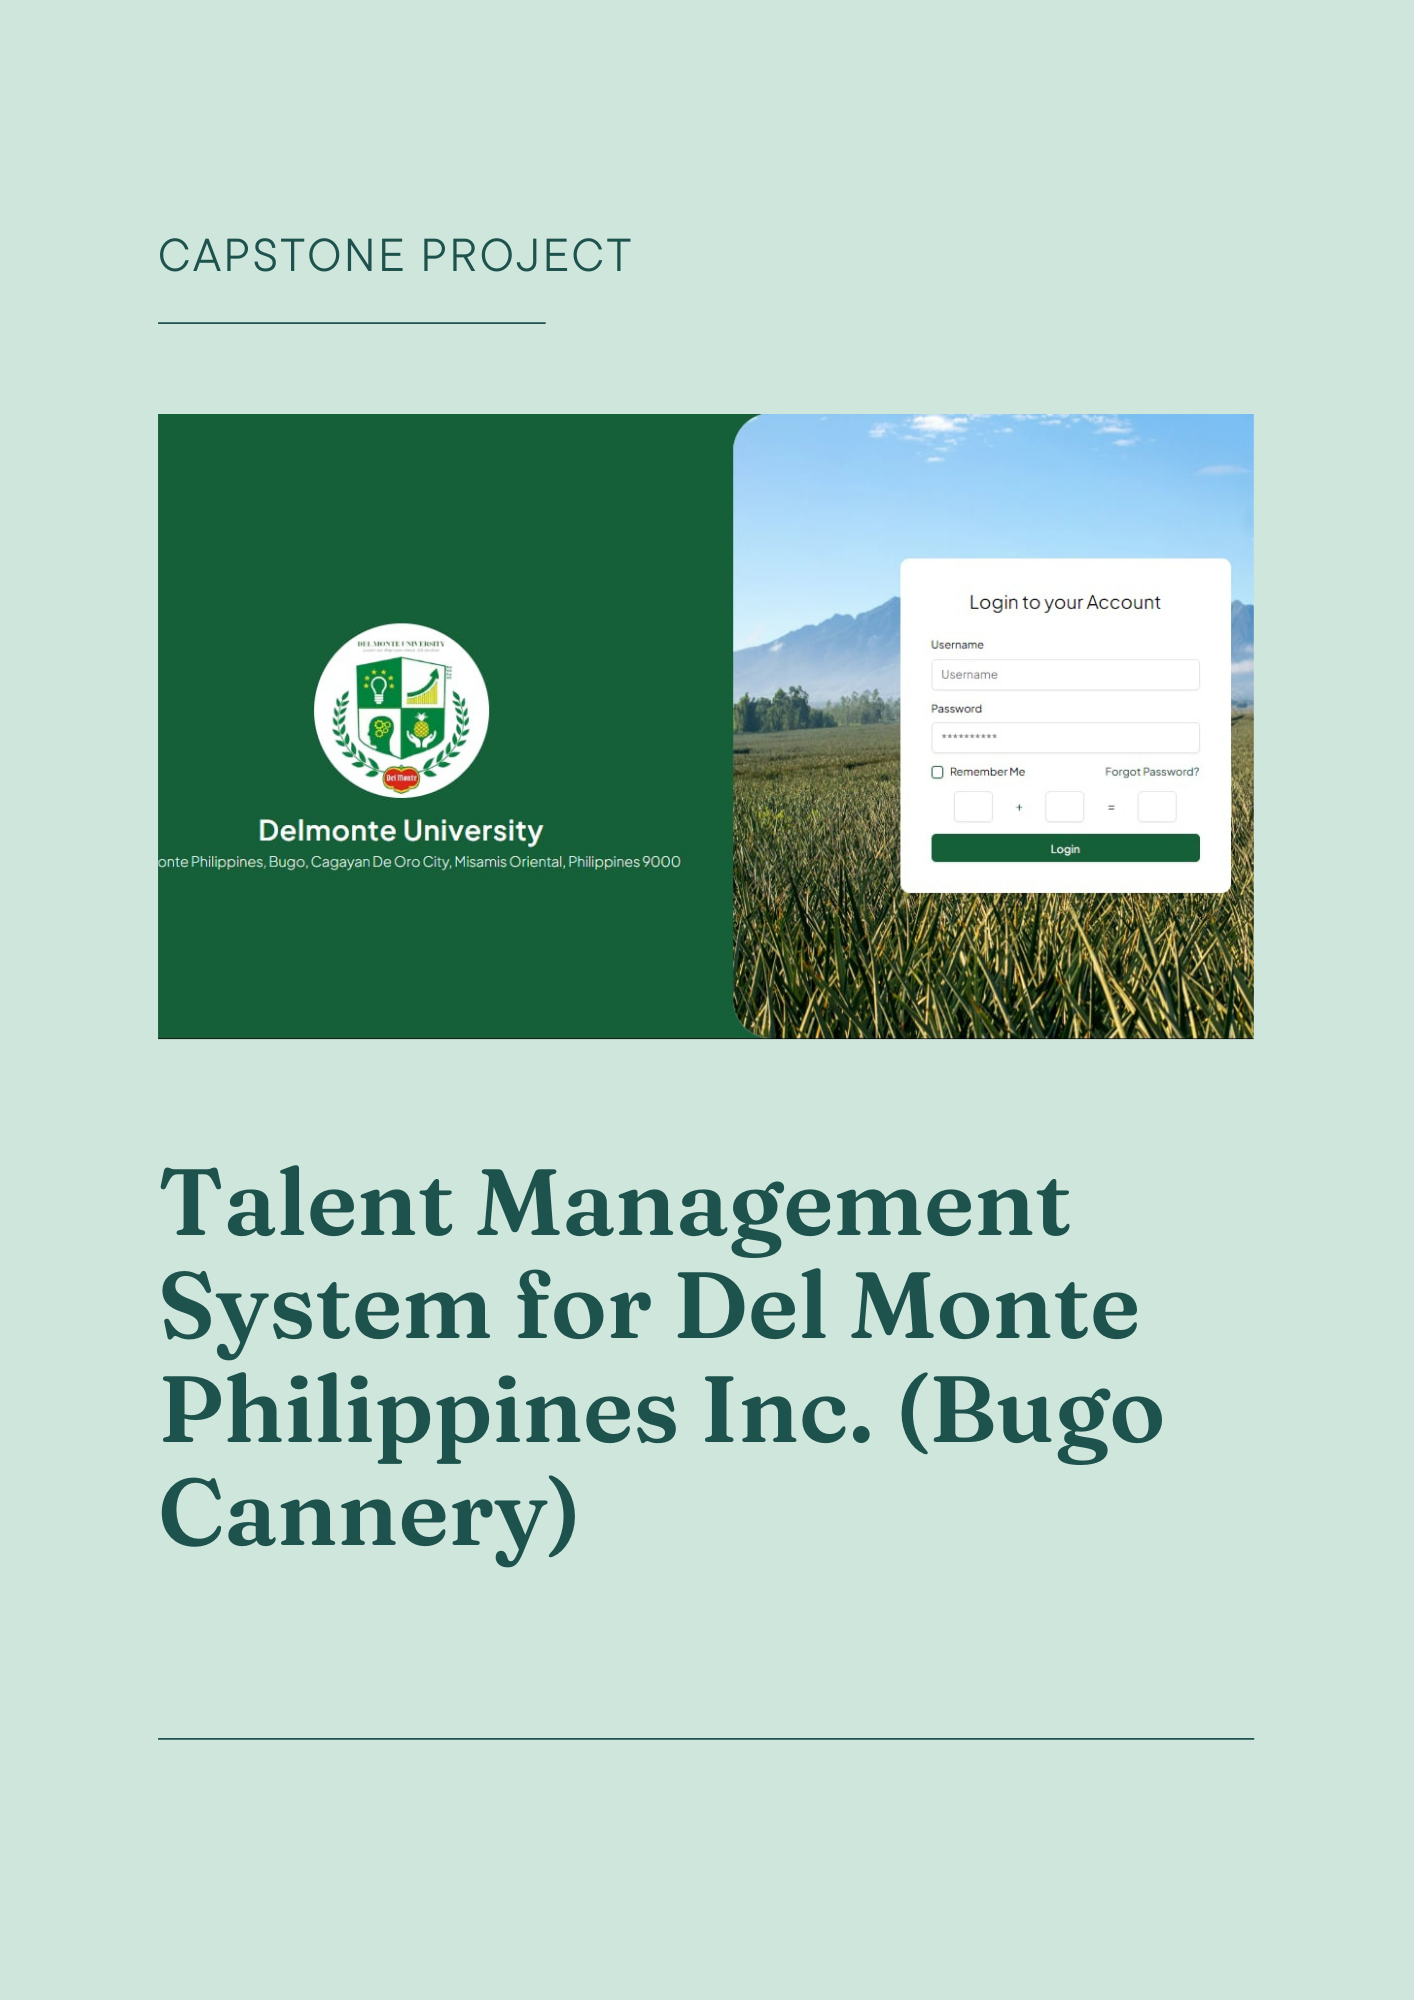 CAPSTONE PROJECT
DEL MONTE UNIVERSITY
Del Monte
Delmonte University
onte Philippines, Bugo, Cagayan De Oro City, Misamis Oriental, Philippines 9000
Login to your Account
Username
Username
Password
**********
Remember Me Forgot Password?
+ =
Login
Talent Management
System for Del Monte
Philippines Inc. (Bugo
Cannery)